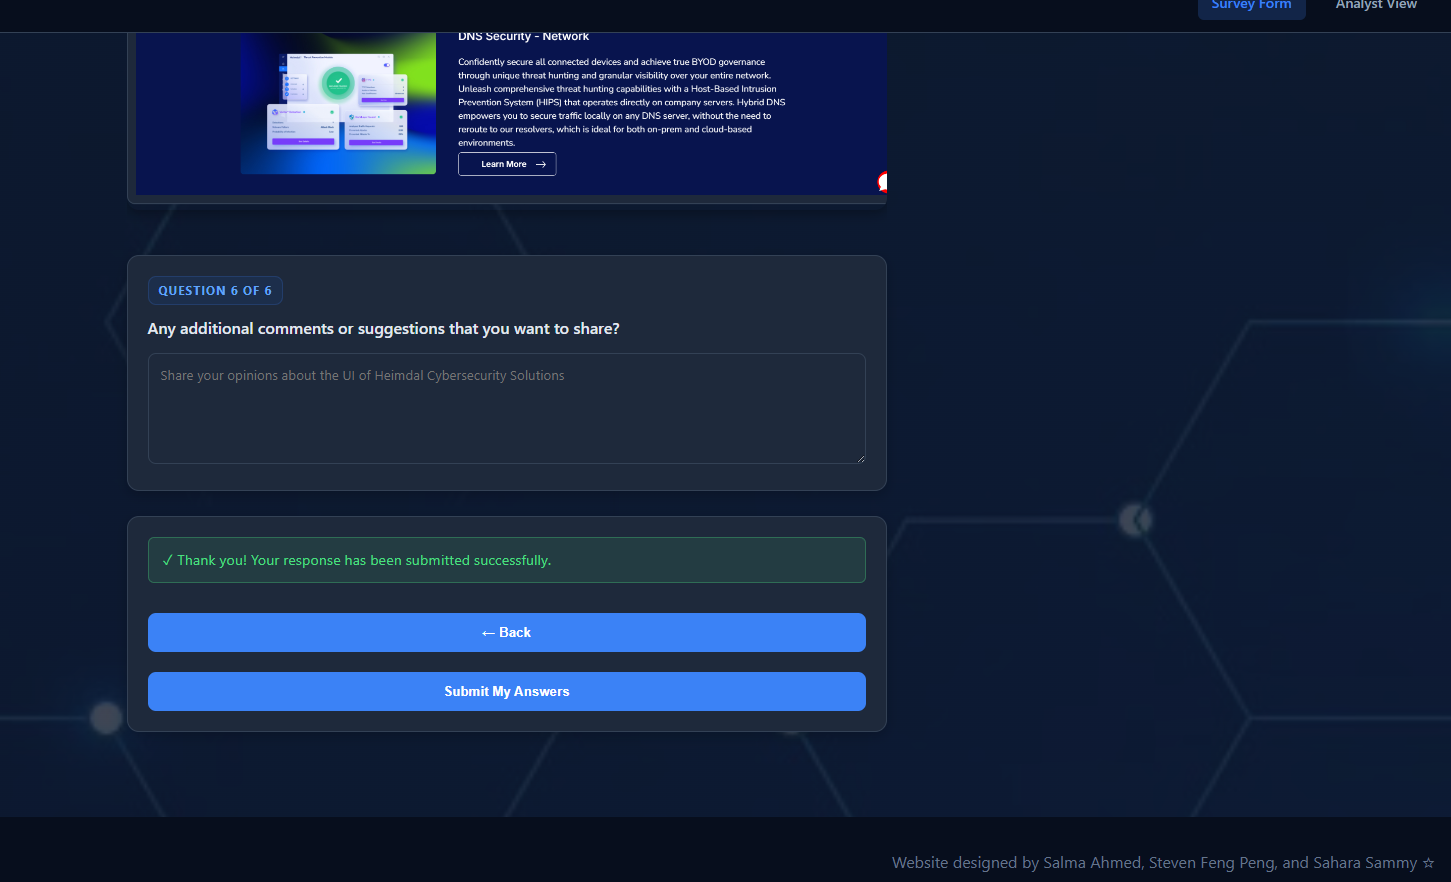 Survey Form
Analyst View
DNS Security - Network
Confidently secure all connected devices and achieve true BYOD governance
through unique threat hunting and granular visibility over your entire network.
Unleash comprehensive threat hunting capabilities with a Host-Based Intrusion
Prevention System (HIPS) that operates directly on company servers. Hybrid DNS
empowers you to secure traffic locally on any DNS server, without the need to
reroute to our resolvers, which is ideal for both on-prem and cloud-based
environments.
Learn More →
QUESTION 6 OF 6
Any additional comments or suggestions that you want to share?
Share your opinions about the UI of Heimdal Cybersecurity Solutions
✓ Thank you! Your response has been submitted successfully.
← Back
Submit My Answers
Website designed by Salma Ahmed, Steven Feng Peng, and Sahara Sammy ☆